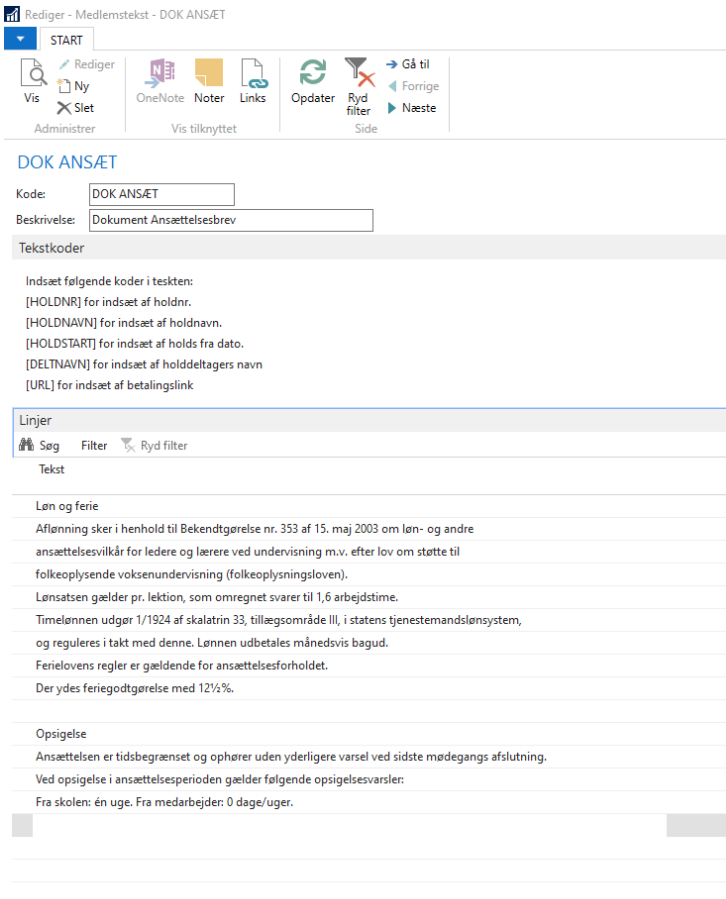 Rediger - Medlemstekst - DOK ANSÆT
START
Vis
Rediger
Ny
Slet
Administrer
OneNote
Noter
Links
Vis tilknyttet
Opdater
Ryd filter
Gå til
Forrige
Næste
Side
DOK ANSÆT
Kode: DOK ANSÆT
Beskrivelse: Dokument Ansættelsesbrev
Tekstkoder
Indsæt følgende koder i teskten:
[HOLDNR] for indsæt af holdnr.
[HOLDNAVN] for indsæt af holdnavn.
[HOLDSTART] for indsæt af holds fra dato.
[DELTNAVN] for indsæt af holddeltagers navn
[URL] for indsæt af betalingslink
Linjer
Søg Filter Ryd filter
Tekst
Løn og ferie
Aflønning sker i henhold til Bekendtgørelse nr. 353 af 15. maj 2003 om løn- og andre
ansættelsesvilkår for ledere og lærere ved undervisning m.v. efter lov om støtte til
folkeoplysende voksenundervisning (folkeoplysningsloven).
Lønsatsen gælder pr. lektion, som omregnet svarer til 1,6 arbejdstime.
Timelønnen udgør 1/1924 af skalatrin 33, tillægsområde III, i statens tjenestemandslønsystem,
og reguleres i takt med denne. Lønnen udbetales månedsvis bagud.
Ferielovens regler er gældende for ansættelsesforholdet.
Der ydes feriegodtgørelse med 12½%.
Opsigelse
Ansættelsen er tidsbegrænset og ophører uden yderligere varsel ved sidste mødegangs afslutning.
Ved opsigelse i ansættelsesperioden gælder følgende opsigelsesvarsler:
Fra skolen: én uge. Fra medarbejder: 0 dage/uger.